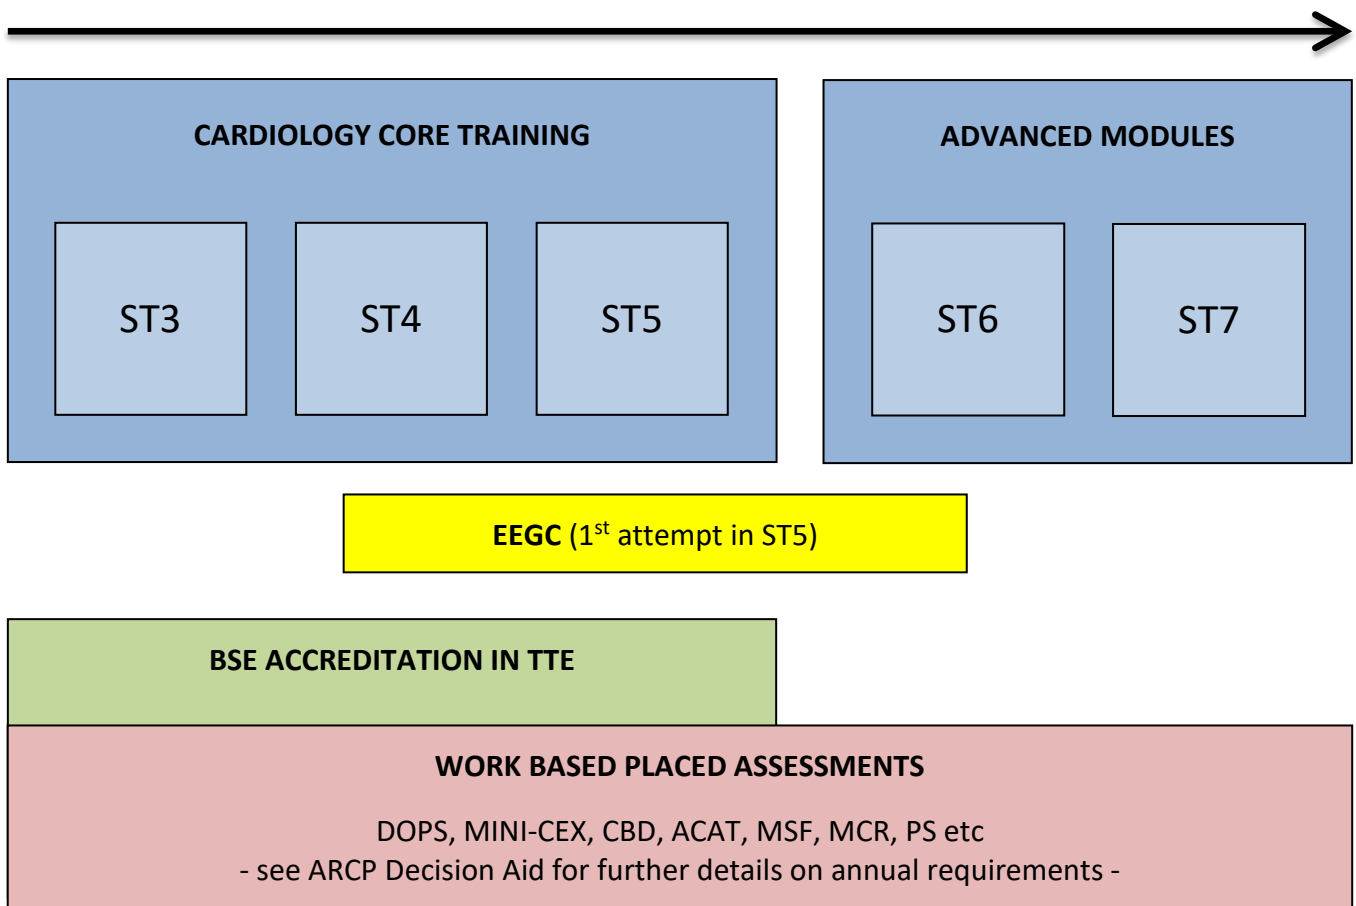 CARDIOLOGY CORE TRAINING
ADVANCED MODULES
ST3
ST4
ST5
ST6
ST7
EEGC (1st attempt in ST5)
BSE ACCREDITATION IN TTE
WORK BASED PLACED ASSESSMENTS
DOPS, MINI-CEX, CBD, ACAT, MSF, MCR, PS etc
- see ARCP Decision Aid for further details on annual requirements -